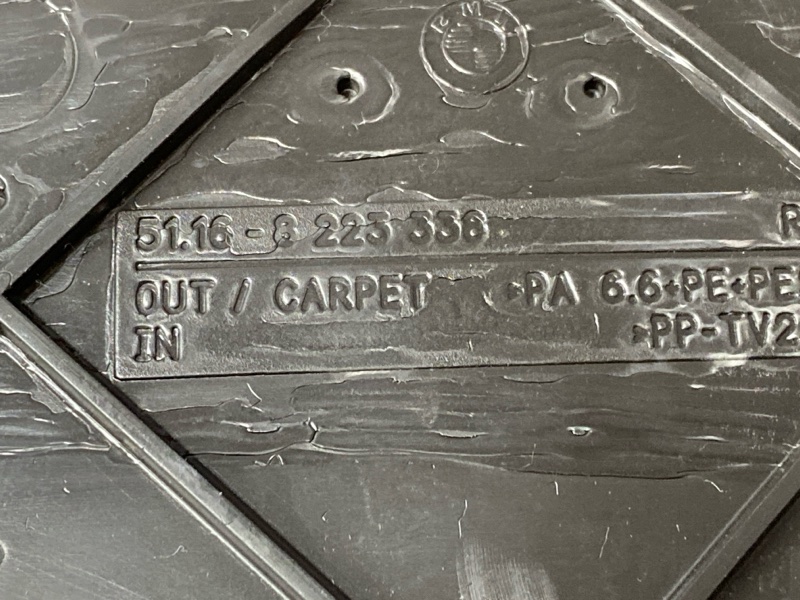 51.16 - 8 223 336 R
OUT / CARPET >PA 6.6+PE+PE
IN >PP-TV2